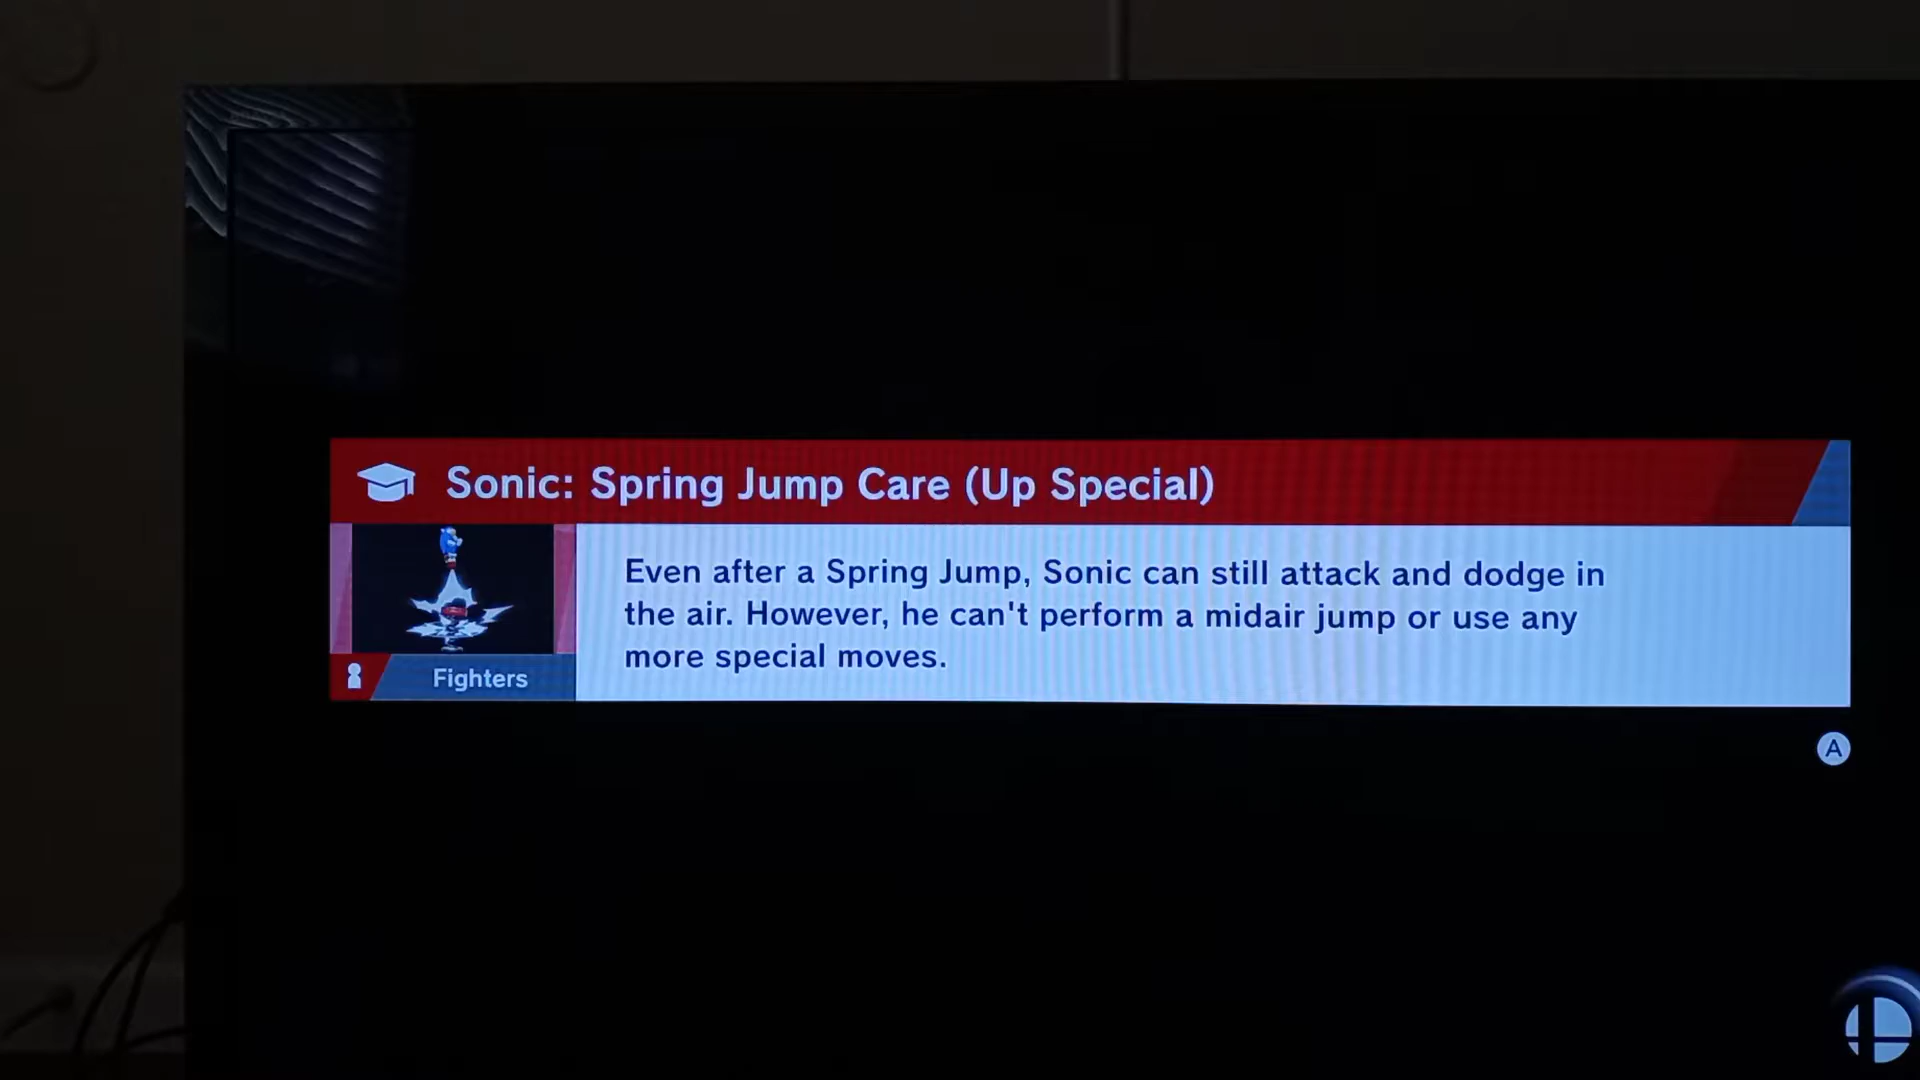 Sonic: Spring Jump Care (Up Special)
Even after a Spring Jump, Sonic can still attack and dodge in
the air. However, he can't perform a midair jump or use any
more special moves.
Fighters
A